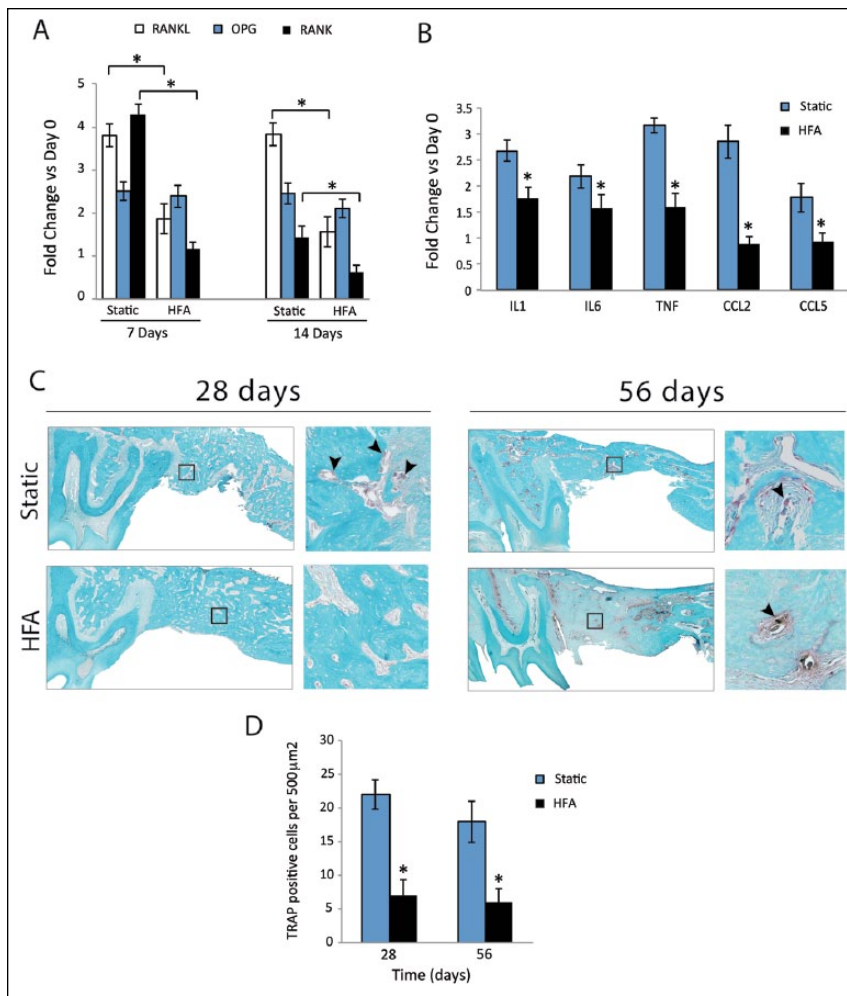 A
RANKL OPG RANK
* * * *
Fold Change vs Day 0
5
4
3
2
1
0
Static HFA Static HFA
7 Days 14 Days
B
Static
HFA
Fold Change vs Day 0
3.5
3
2.5
2
1.5
1
0.5
0
* * * * *
IL1 IL6 TNF CCL2 CCL5
C
28 days 56 days
Static
HFA
D
TRAP positive cells per 500µm2
30
25
20
15
10
5
0
Static
HFA
* *
28 56
Time (days)